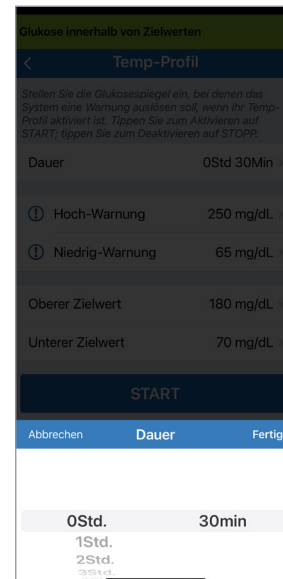 Glukose innerhalb von Zielwerten
Temp-Profil
Stellen Sie die Glukosespiegel ein, bei denen das
System eine Warnung auslösen soll, wenn Ihr Temp-
Profil aktiviert ist. Tippen Sie zum Aktivieren auf
START; tippen Sie zum Deaktivieren auf STOPP.
Dauer 0Std 30Min
Hoch-Warnung 250 mg/dL
Niedrig-Warnung 65 mg/dL
Oberer Zielwert 180 mg/dL
Unterer Zielwert 70 mg/dL
START
Abbrechen Dauer Fertig
0Std. 30min
1Std.
2Std.
3Std.